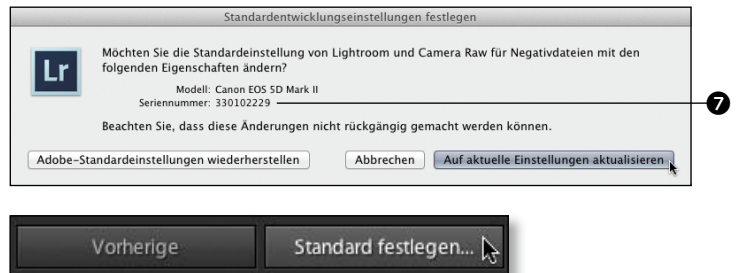 Standardentwicklungseinstellungen festlegen
Lr
Möchten Sie die Standardeinstellung von Lightroom und Camera Raw für Negativdateien mit den
folgenden Eigenschaften ändern?
Modell: Canon EOS 5D Mark II
Seriennummer: 330102229
7
Beachten Sie, dass diese Änderungen nicht rückgängig gemacht werden können.
Adobe-Standardeinstellungen wiederherstellen Abbrechen Auf aktuelle Einstellungen aktualisieren
Vorherige Standard festlegen...